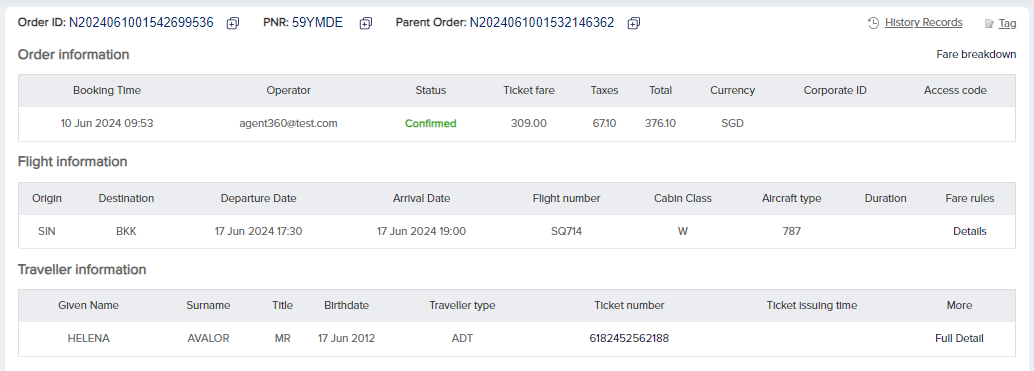 Order ID: N2024061001542699536 PNR: 59YMDE Parent Order: N2024061001532146362 History Records Tag
Order information Fare breakdown
Booking Time Operator Status Ticket fare Taxes Total Currency Corporate ID Access code
10 Jun 2024 09:53 agent360@test.com Confirmed 309.00 67.10 376.10 SGD
Flight information
Origin Destination Departure Date Arrival Date Flight number Cabin Class Aircraft type Duration Fare rules
SIN BKK 17 Jun 2024 17:30 17 Jun 2024 19:00 SQ714 W 787 Details
Traveller information
Given Name Surname Title Birthdate Traveller type Ticket number Ticket issuing time More
HELENA AVALOR MR 17 Jun 2012 ADT 6182452562188 Full Detail